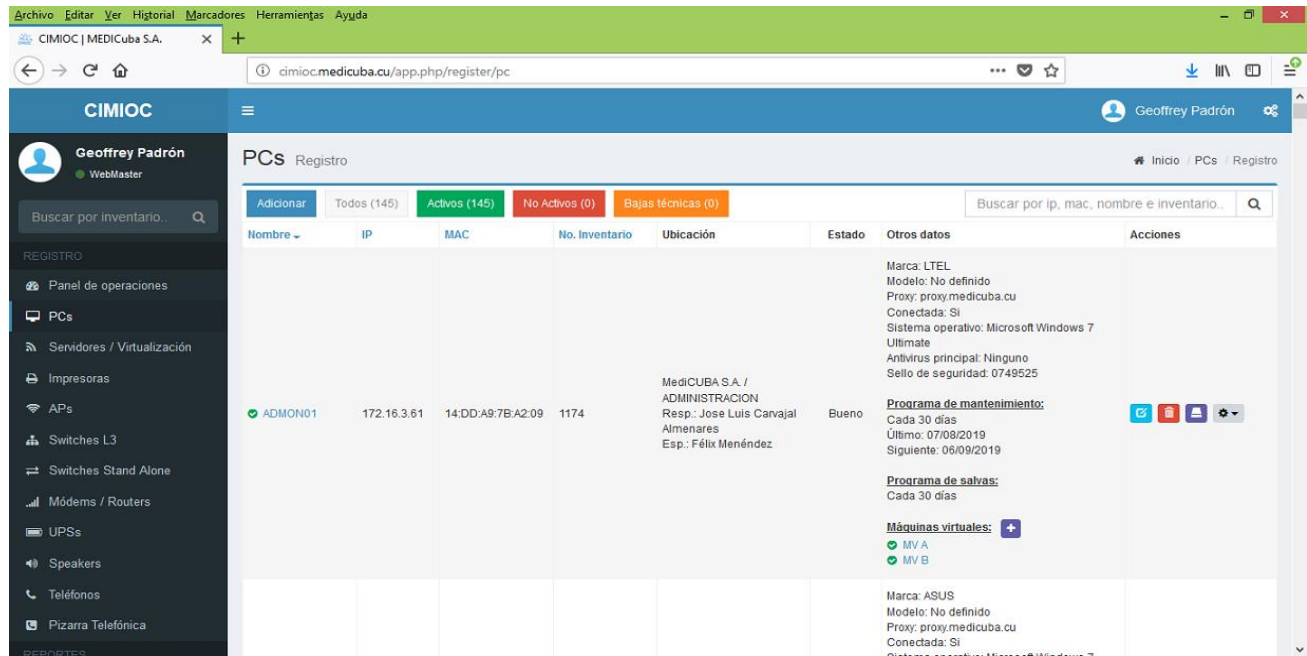 Archivo Editar Ver Historial Marcadores Herramientas Ayuda
CIMIOC | MEDICuba S.A.
cimioc.medicuba.cu/app.php/register/pc
CIMIOC
Geoffrey Padrón
Geoffrey Padrón
WebMaster
PCs Registro
Inicio / PCs / Registro
Buscar por inventario..
Adicionar
Todos (145)
Activos (145)
No Activos (0)
Bajas técnicas (0)
Buscar por ip, mac, nombre e inventario..
Nombre
IP
MAC
No. Inventario
Ubicación
Estado
Otros datos
Acciones
REGISTRO
Panel de operaciones
PCs
Servidores / Virtualización
Impresoras
APs
Switches L3
Switches Stand Alone
Módems / Routers
UPSs
Speakers
Teléfonos
Pizarra Telefónica
REPORTES
ADMON01
172.16.3.61
14:DD:A9:7B:A2:09
1174
MediCUBA S.A. /
ADMINISTRACION
Resp.: Jose Luis Carvajal
Almenares
Esp.: Félix Menéndez
Bueno
Marca: LTEL
Modelo: No definido
Proxy: proxy.medicuba.cu
Conectada: Si
Sistema operativo: Microsoft Windows 7
Ultimate
Antivirus principal: Ninguno
Sello de seguridad: 0749525
Programa de mantenimiento:
Cada 30 días
Último: 07/08/2019
Siguiente: 06/09/2019
Programa de salvas:
Cada 30 días
Máquinas virtuales:
MV A
MV B
Marca: ASUS
Modelo: No definido
Proxy: proxy.medicuba.cu
Conectada: Si
Sistema operativo: Microsoft Windows 7